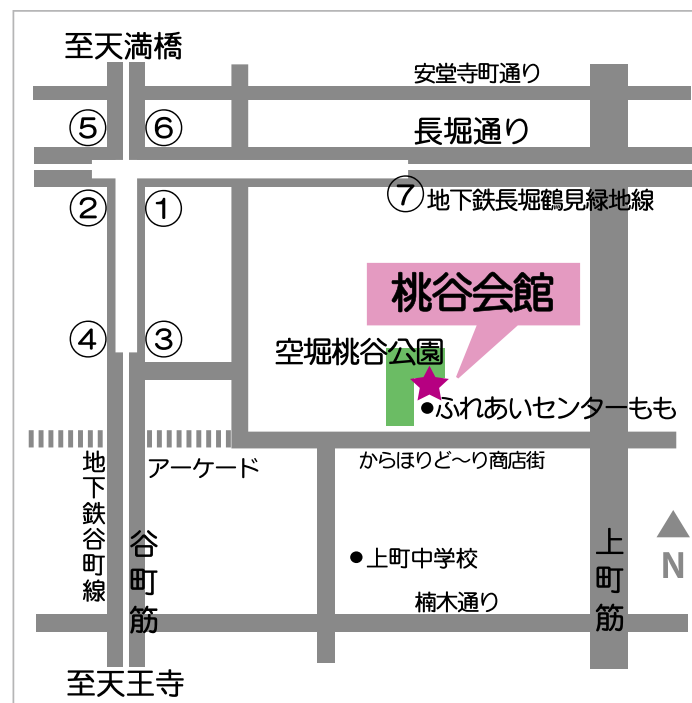 至天満橋
安堂寺町通り
⑤
⑥
長堀通り
②
①
⑦
地下鉄長堀鶴見緑地線
桃谷会館
④
③
空堀桃谷公園
ふれあいセンターもも
アーケード
からほりど〜り商店街
地下鉄谷町線
谷町筋
上町中学校
上町筋
N
楠木通り
至天王寺